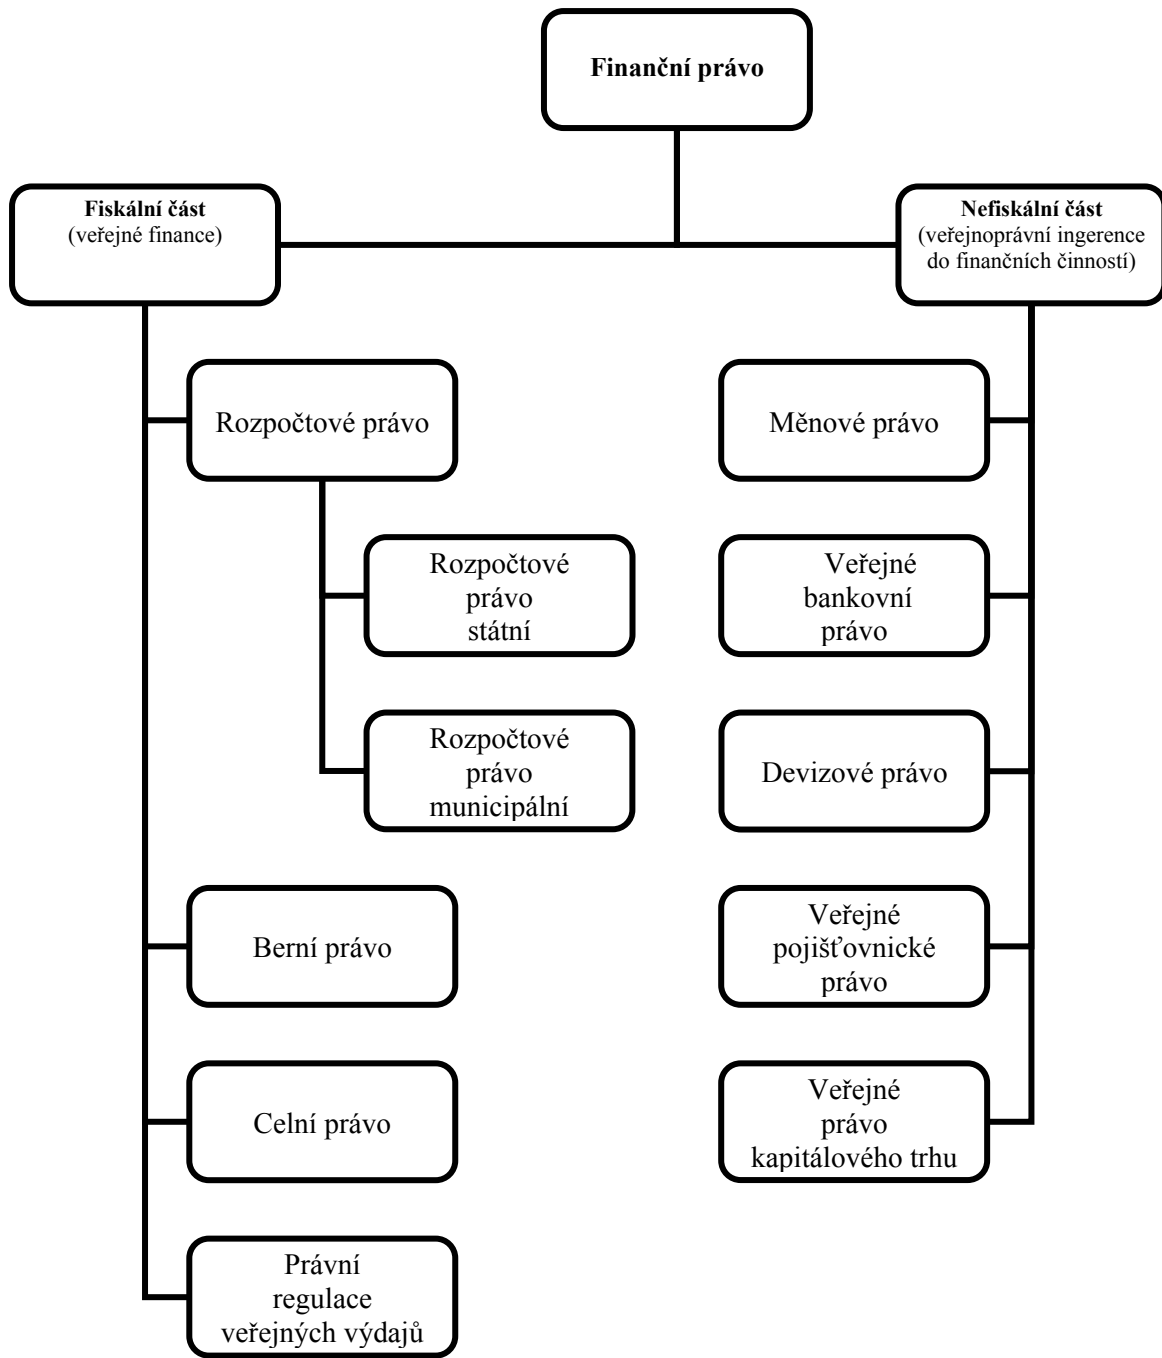 Finanční právo
Fiskální část
(veřejné finance)
Nefiskální část
(veřejnoprávní ingerence
do finančních činností)
Rozpočtové právo
Rozpočtové
právo
státní
Rozpočtové
právo
municipální
Berní právo
Celní právo
Právní
regulace
veřejných výdajů
Měnové právo
Veřejné
bankovní
právo
Devizové právo
Veřejné
pojišťovnické
právo
Veřejné
právo
kapitálového trhu